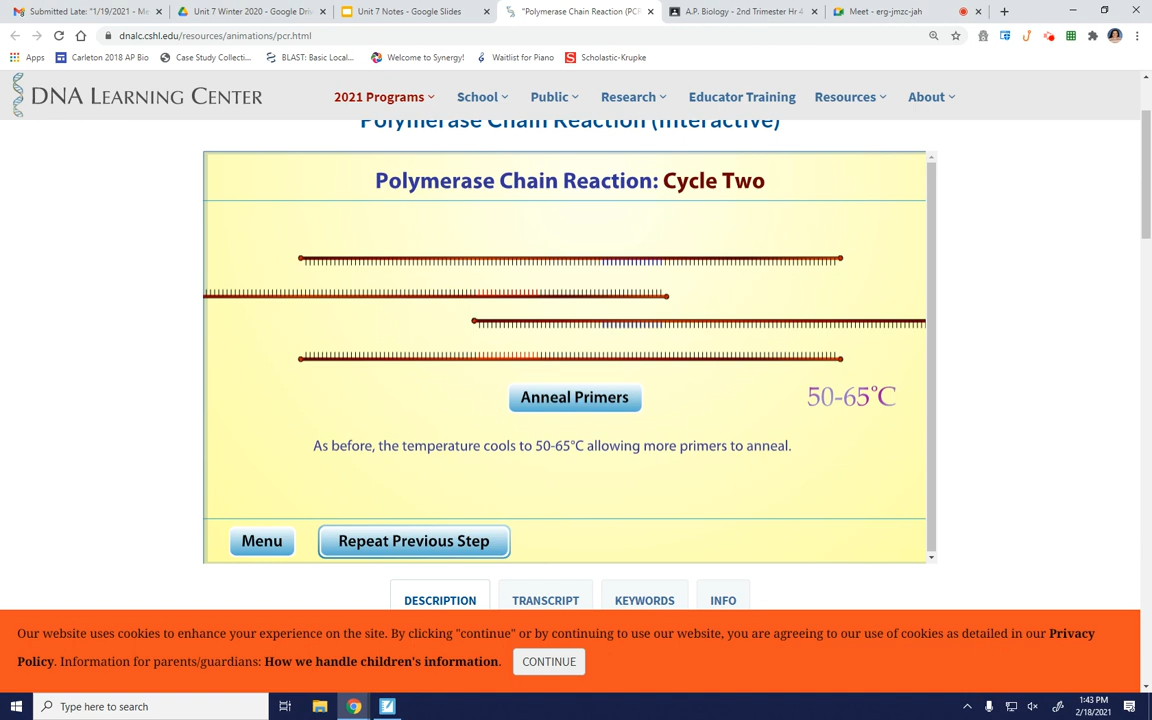 Submitted Late: "1/19/2021 - Me
Unit 7 Winter 2020 - Google Driv
Unit 7 Notes - Google Slides
"Polymerase Chain Reaction (PCR
A.P. Biology - 2nd Trimester Hr 4
Meet - erg-jmzc-jah
dnalc.cshl.edu/resources/animations/pcr.html
Apps
Carleton 2018 AP Bio
Case Study Collecti...
BLAST: Basic Local...
Welcome to Synergy!
Waitlist for Piano
Scholastic-Krupke
DNA LEARNING CENTER
2021 Programs
School
Public
Research
Educator Training
Resources
About
Polymerase Chain Reaction (Interactive)
Polymerase Chain Reaction: Cycle Two
Anneal Primers
50-65°C
As before, the temperature cools to 50-65°C allowing more primers to anneal.
Menu
Repeat Previous Step
DESCRIPTION
TRANSCRIPT
KEYWORDS
INFO
Our website uses cookies to enhance your experience on the site. By clicking "continue" or by continuing to use our website, you are agreeing to our use of cookies as detailed in our Privacy
Policy. Information for parents/guardians: How we handle children's information.
CONTINUE
Type here to search
1:43 PM
2/18/2021